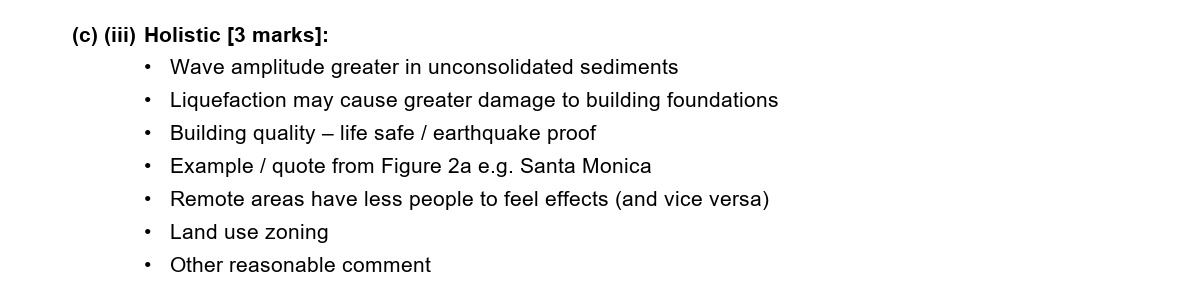 (c) (iii) Holistic [3 marks]:
• Wave amplitude greater in unconsolidated sediments
• Liquefaction may cause greater damage to building foundations
• Building quality – life safe / earthquake proof
• Example / quote from Figure 2a e.g. Santa Monica
• Remote areas have less people to feel effects (and vice versa)
• Land use zoning
• Other reasonable comment